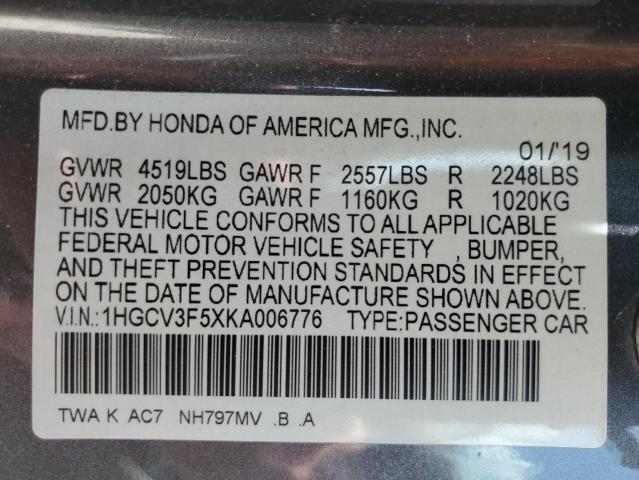 MFD.BY HONDA OF AMERICA MFG.,INC.
01/'19
GVWR 4519LBS GAWR F 2557LBS R 2248LBS
GVWR 2050KG GAWR F 1160KG R 1020KG
THIS VEHICLE CONFORMS TO ALL APPLICABLE
FEDERAL MOTOR VEHICLE SAFETY , BUMPER,
AND THEFT PREVENTION STANDARDS IN EFFECT
ON THE DATE OF MANUFACTURE SHOWN ABOVE.
V.I.N.:1HGCV3F5XKA006776 TYPE:PASSENGER CAR
TWA K AC7 NH797MV .B .A